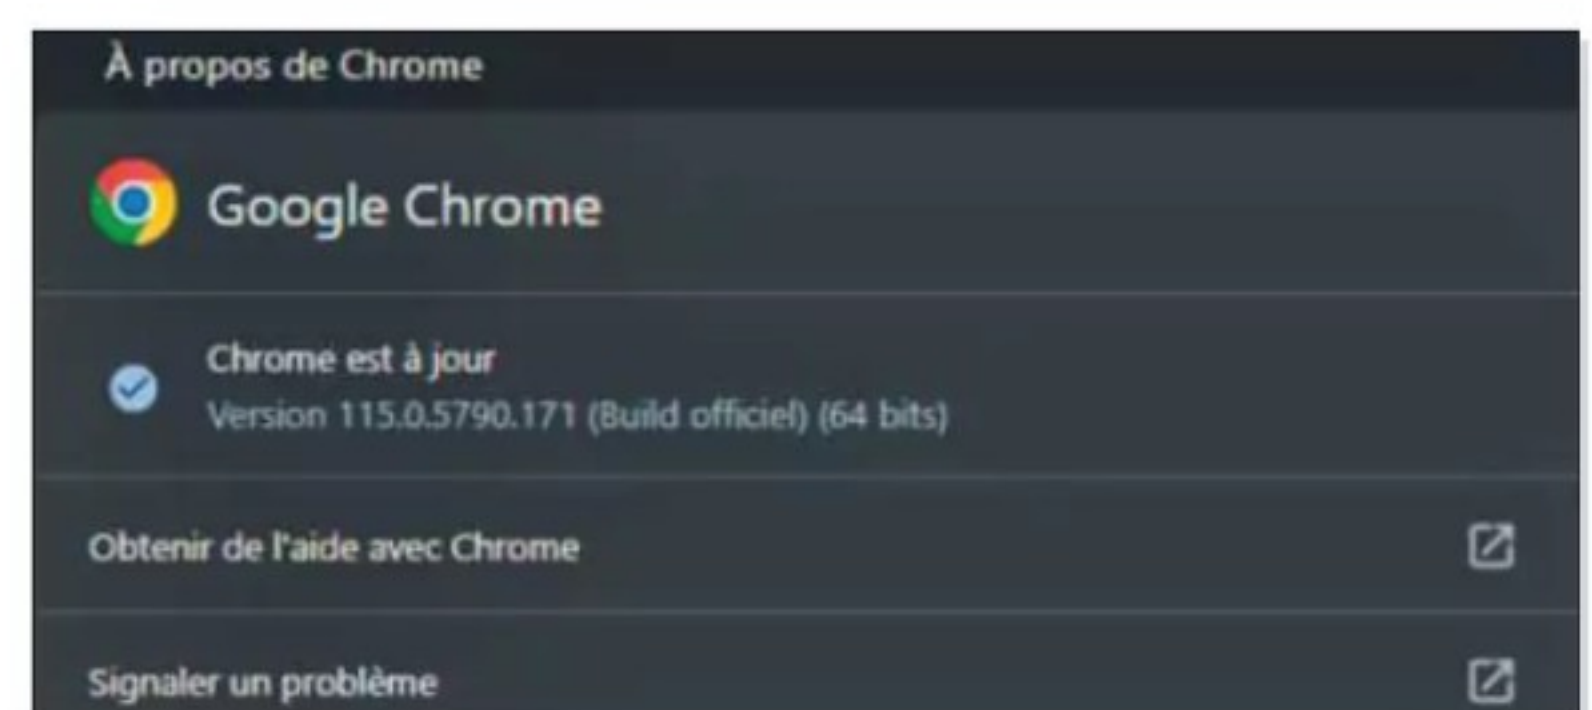 À propos de Chrome
Google Chrome
Chrome est à jour
Version 115.0.5790.171 (Build officiel) (64 bits)
Obtenir de l'aide avec Chrome
Signaler un problème